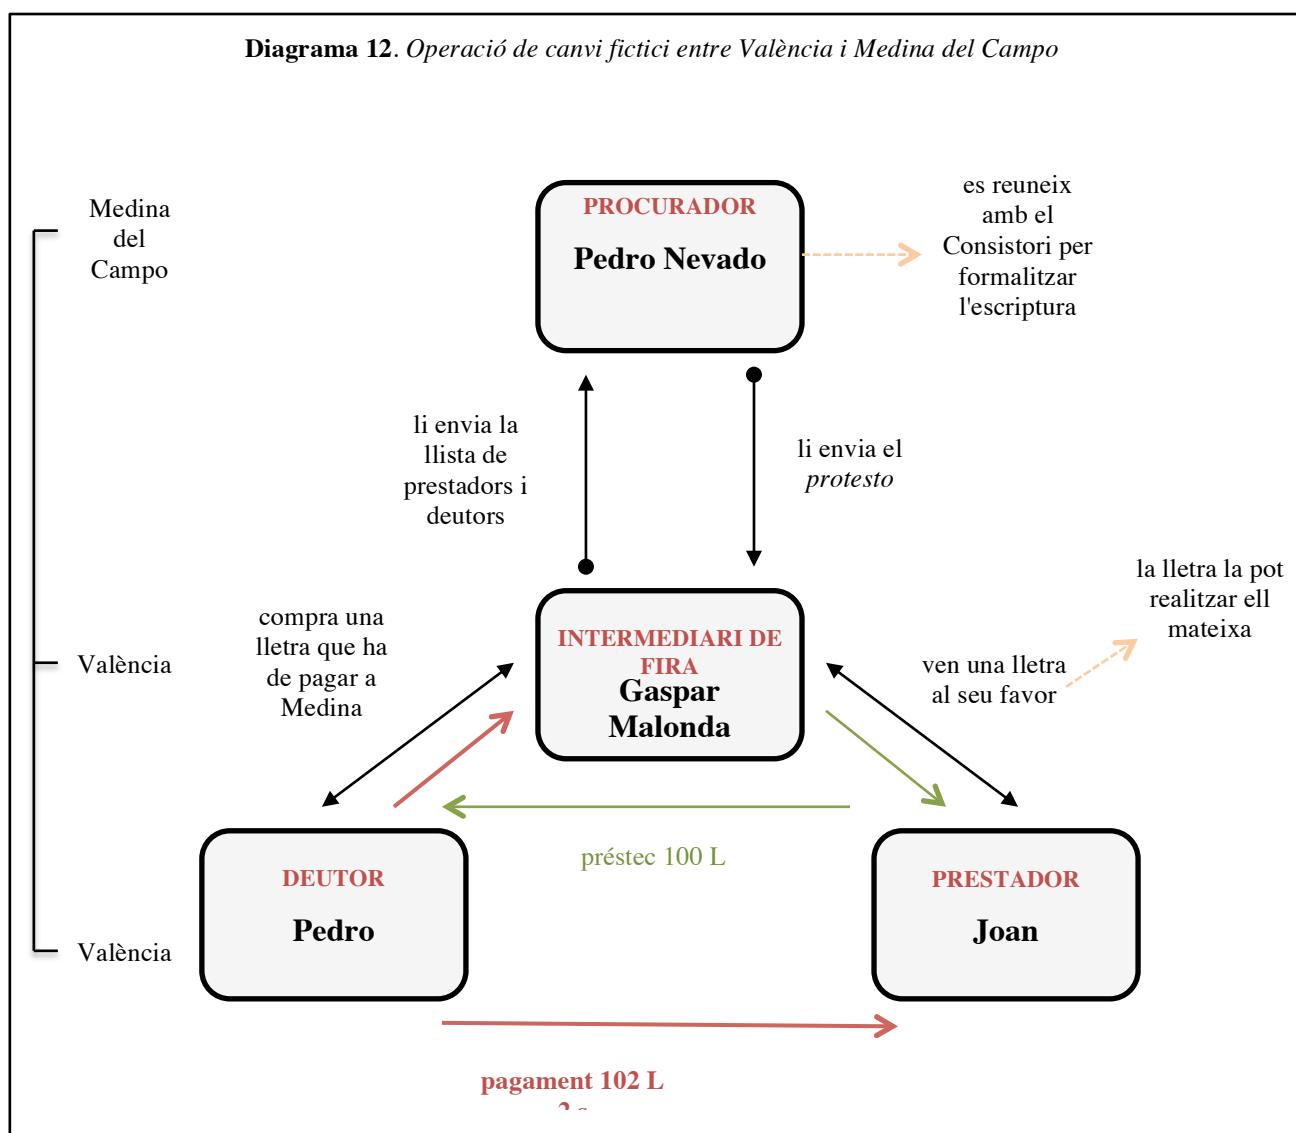 Diagrama 12. Operació de canvi fictici entre València i Medina del Campo
Medina
del
Campo
PROCURADOR
Pedro Nevado
es reuneix
amb el
Consistori per
formalitzar
l'escriptura
li envia la
llista de
prestadors i
deutors
li envia el
protesto
València
compra una
lletra que ha
de pagar a
Medina
INTERMEDIARI DE
FIRA
Gaspar
Malonda
ven una lletra
al seu favor
la lletra la pot
realitzar ell
mateixa
préstec 100 L
València
DEUTOR
Pedro
PRESTADOR
Joan
pagament 102 L
2 s